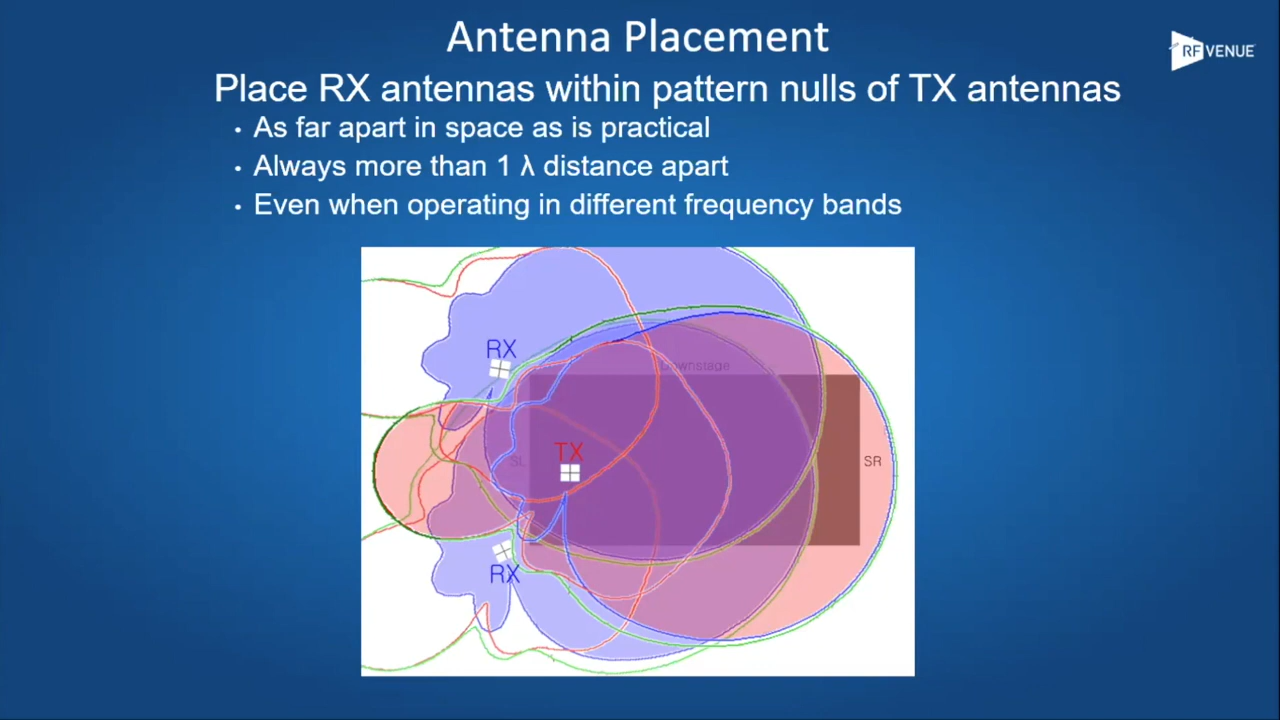 Antenna Placement
RF VENUE
Place RX antennas within pattern nulls of TX antennas
• As far apart in space as is practical
• Always more than 1 λ distance apart
• Even when operating in different frequency bands
RX
Downstage
TX
SL
SR
RX